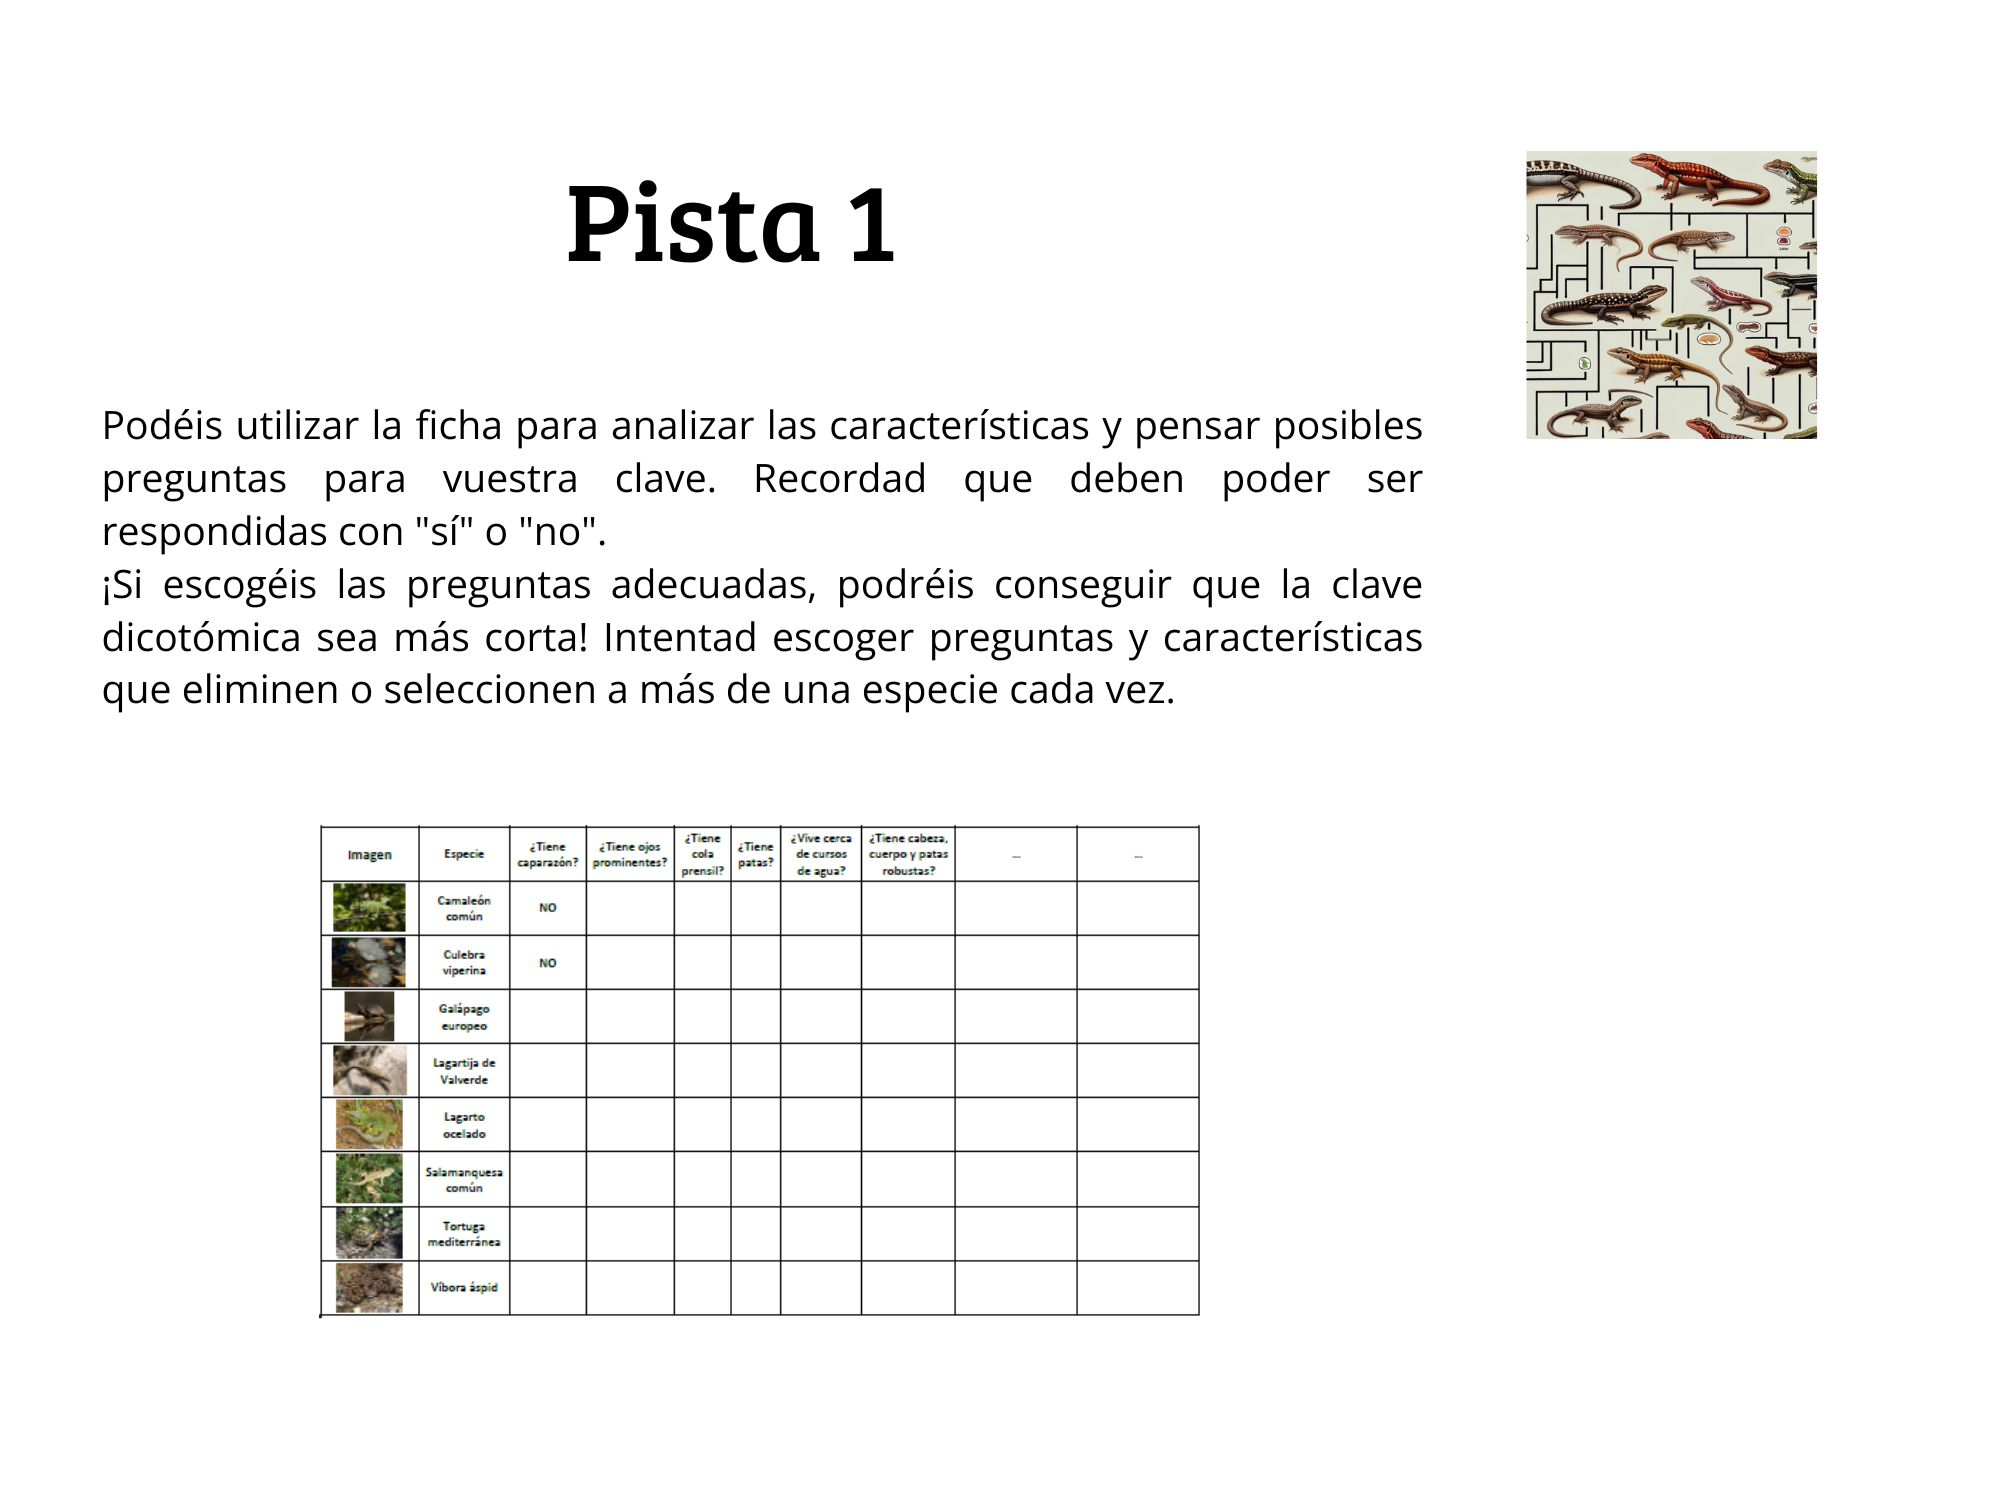 Pista 1
Podéis utilizar la ficha para analizar las características y pensar posibles
preguntas para vuestra clave. Recordad que deben poder ser
respondidas con "sí" o "no".
¡Si escogéis las preguntas adecuadas, podréis conseguir que la clave
dicotómica sea más corta! Intentad escoger preguntas y características
que eliminen o seleccionen a más de una especie cada vez.
Imagen
Especie
¿Tiene
caparazón?
¿Tiene ojos
prominentes?
¿Tiene
cola
prensil?
¿Tiene
patas?
¿Vive cerca
de cursos
de agua?
¿Tiene cabeza,
cuerpo y patas
robustas?
...
...
Camaleón
común
NO
Culebra
viperina
NO
Galápago
europeo
Lagartija de
Valverde
Lagarto
ocelado
Salamanquesa
común
Tortuga
mediterránea
Víbora áspid